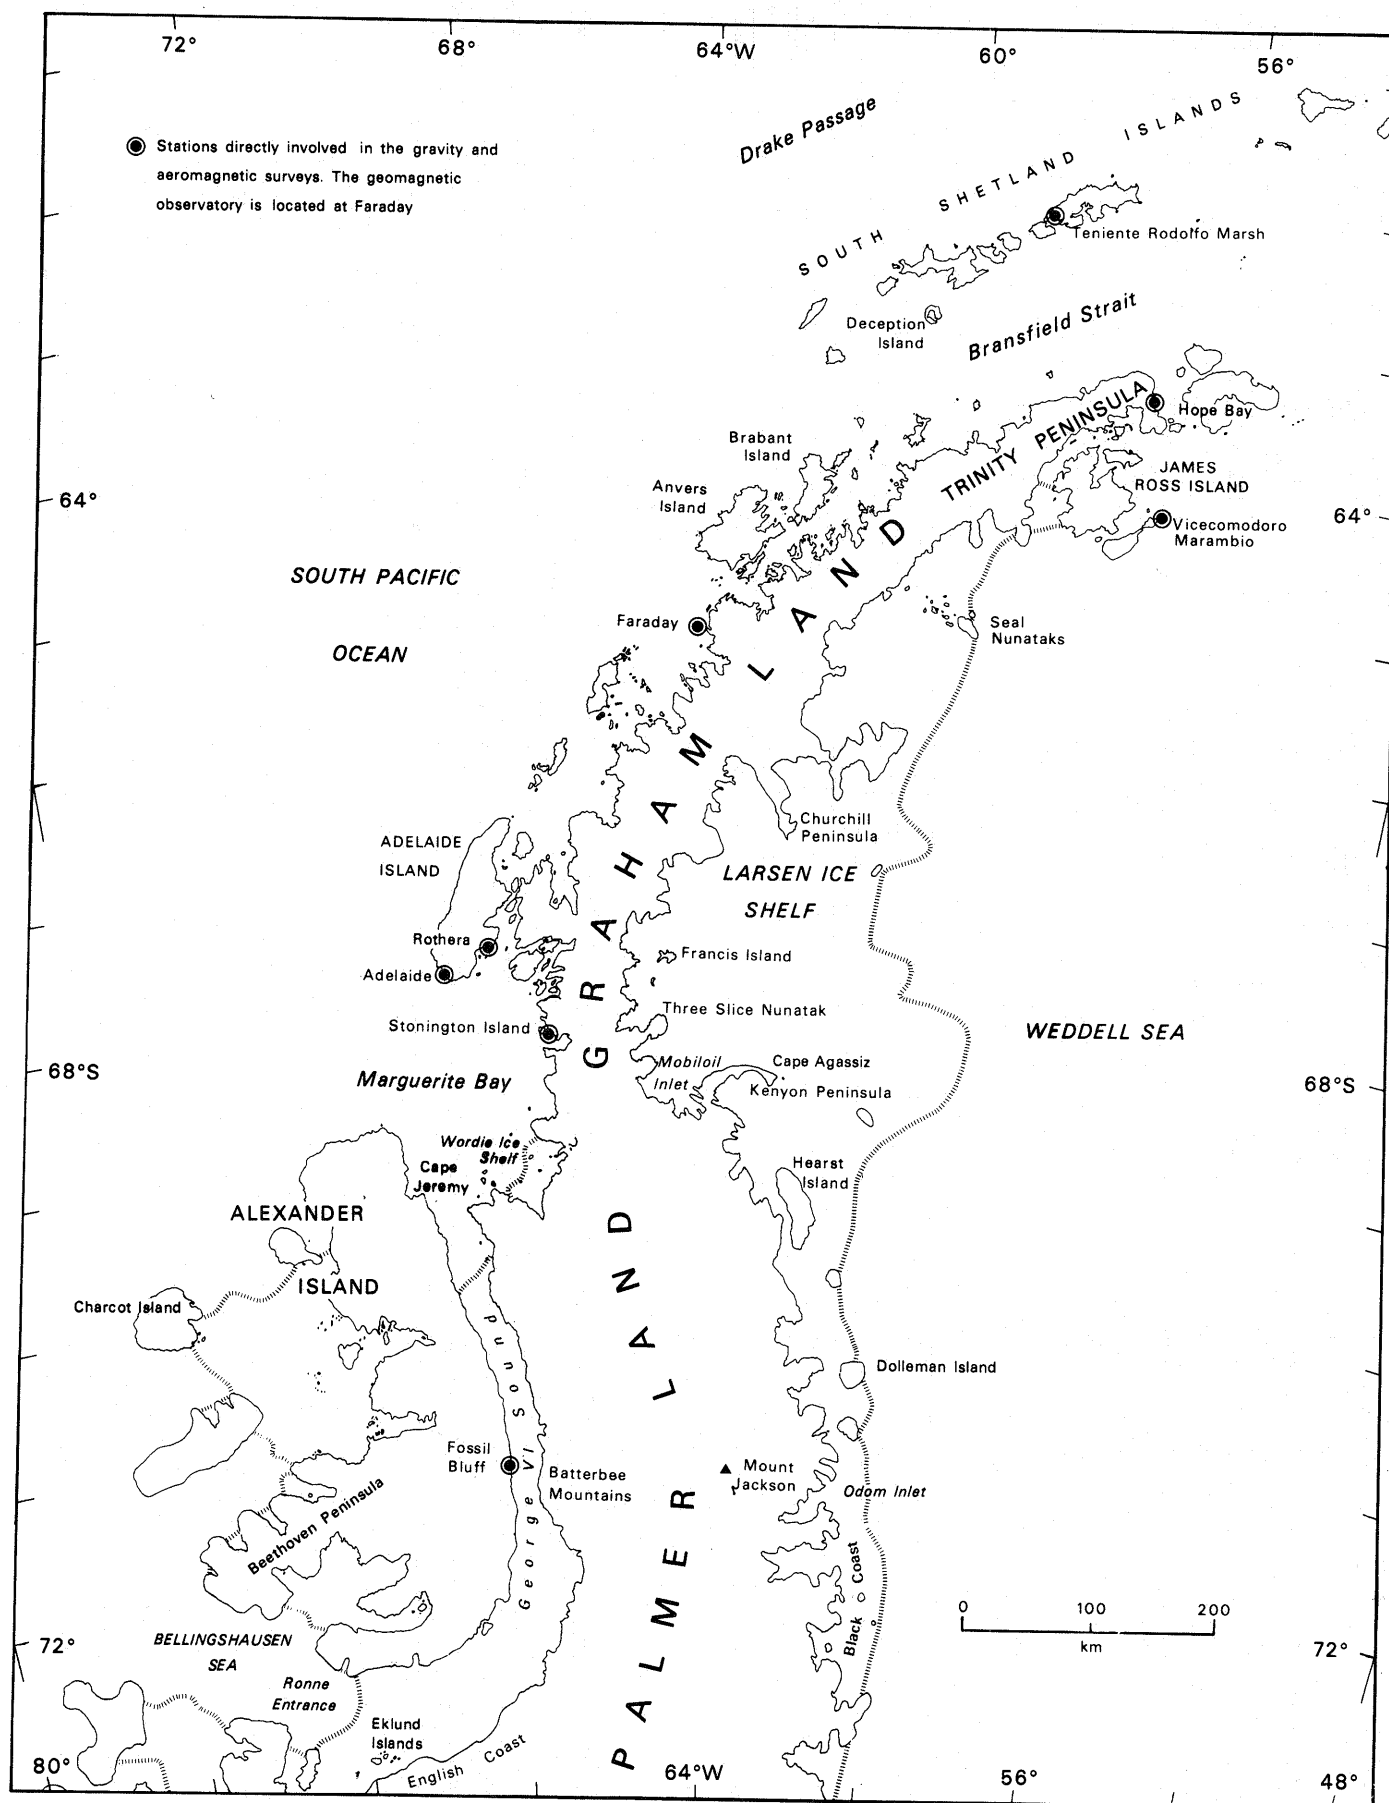 72°
68°
64°W
60°
56°
Drake Passage
SOUTH SHETLAND ISLANDS
Stations directly involved in the gravity and
aeromagnetic surveys. The geomagnetic
observatory is located at Faraday
Teniente Rodolfo Marsh
Deception
Island
Bransfield Strait
TRINITY PENINSULA
Hope Bay
Brabant
Island
JAMES
ROSS ISLAND
Anvers
Island
64°
64°
Vicecomodoro
Marambio
SOUTH PACIFIC
OCEAN
Faraday
Seal
Nunataks
GRAHAM LAND
Churchill
Peninsula
ADELAIDE
ISLAND
LARSEN ICE
SHELF
Rothera
Francis Island
Adelaide
Three Slice Nunatak
Stonington Island
WEDDELL SEA
Mobiloil
Inlet
Cape Agassiz
Kenyon Peninsula
68°S
68°S
Marguerite Bay
Wordie Ice
Shelf
Cape
Jeremy
Hearst
Island
ALEXANDER
ISLAND
Charcot Island
George VI Sound
Dolleman Island
Fossil
Bluff
Batterbee
Mountains
Mount
Jackson
Odom Inlet
Beethoven Peninsula
PALMER LAND
Black Coast
0 100 200
km
72°
72°
BELLINGSHAUSEN
SEA
Ronne
Entrance
Eklund
Islands
English Coast
80°
64°W
56°
48°